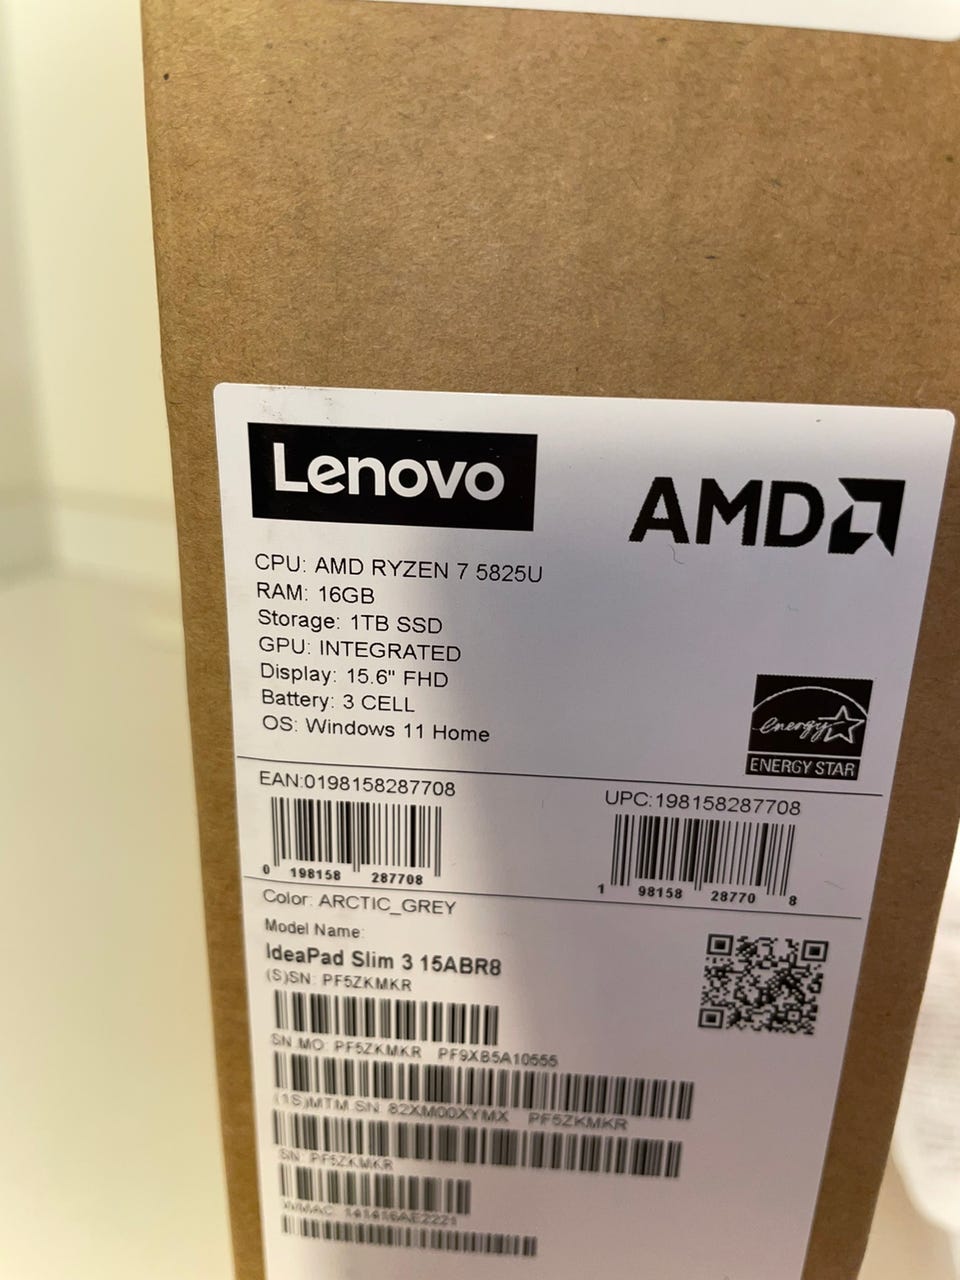 Lenovo
AMD
CPU: AMD RYZEN 7 5825U
RAM: 16GB
Storage: 1TB SSD
GPU: INTEGRATED
Display: 15.6" FHD
Battery: 3 CELL
OS: Windows 11 Home
energy
ENERGY STAR
EAN:0198158287708
UPC:198158287708
0 198158 287708
1 98158 28770 8
Color: ARCTIC_GREY
Model Name:
IdeaPad Slim 3 15ABR8
(S)SN: PF5ZKMKR
SN MO: PF5ZKMKR PF9XB5A10555
(1S)MTM SN: 82XM00XYMX PF5ZKMKR
SN: PF5ZKMKR
WMAC: 141416AE2221